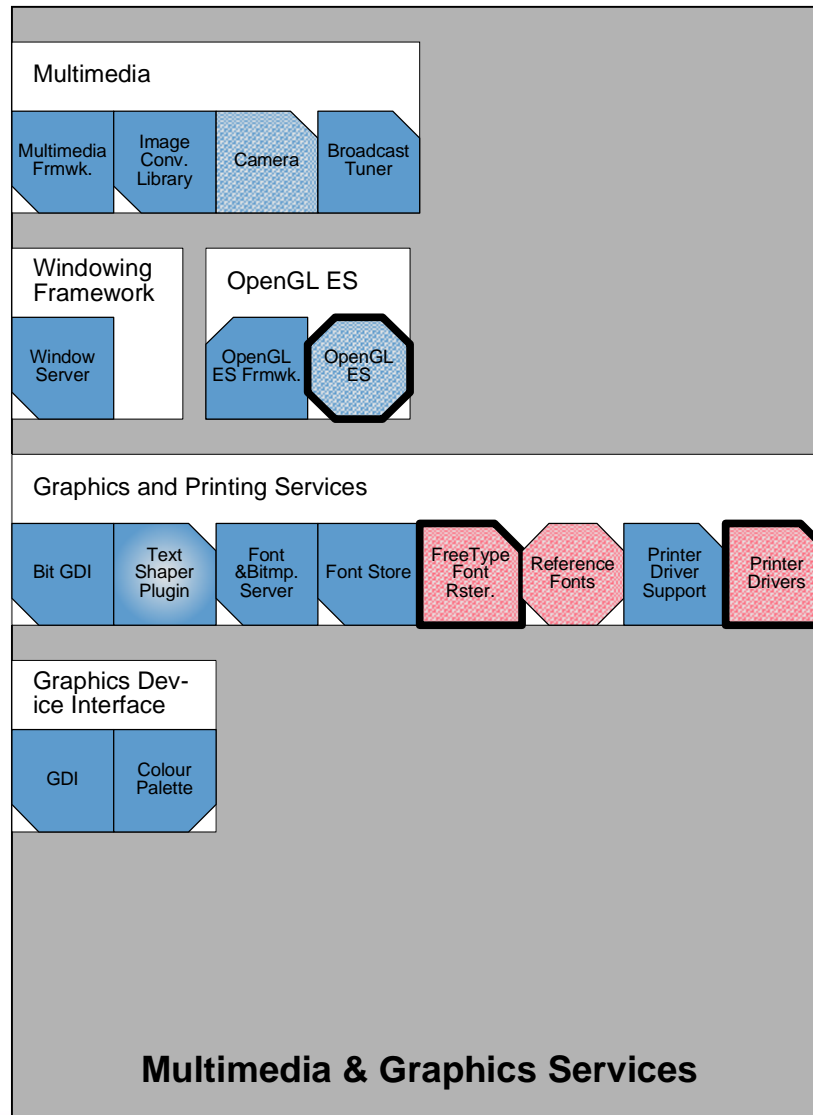 Multimedia
Multimedia
Frmwk.
Image
Conv.
Library
Camera
Broadcast
Tuner
Windowing
Framework
Window
Server
OpenGL ES
OpenGL
ES Frmwk.
OpenGL
ES
Graphics and Printing Services
Bit GDI
Text
Shaper
Plugin
Font
&Bitmp.
Server
Font Store
FreeType
Font
Rster.
Reference
Fonts
Printer
Driver
Support
Printer
Drivers
Graphics Dev-
ice Interface
GDI
Colour
Palette
Multimedia & Graphics Services